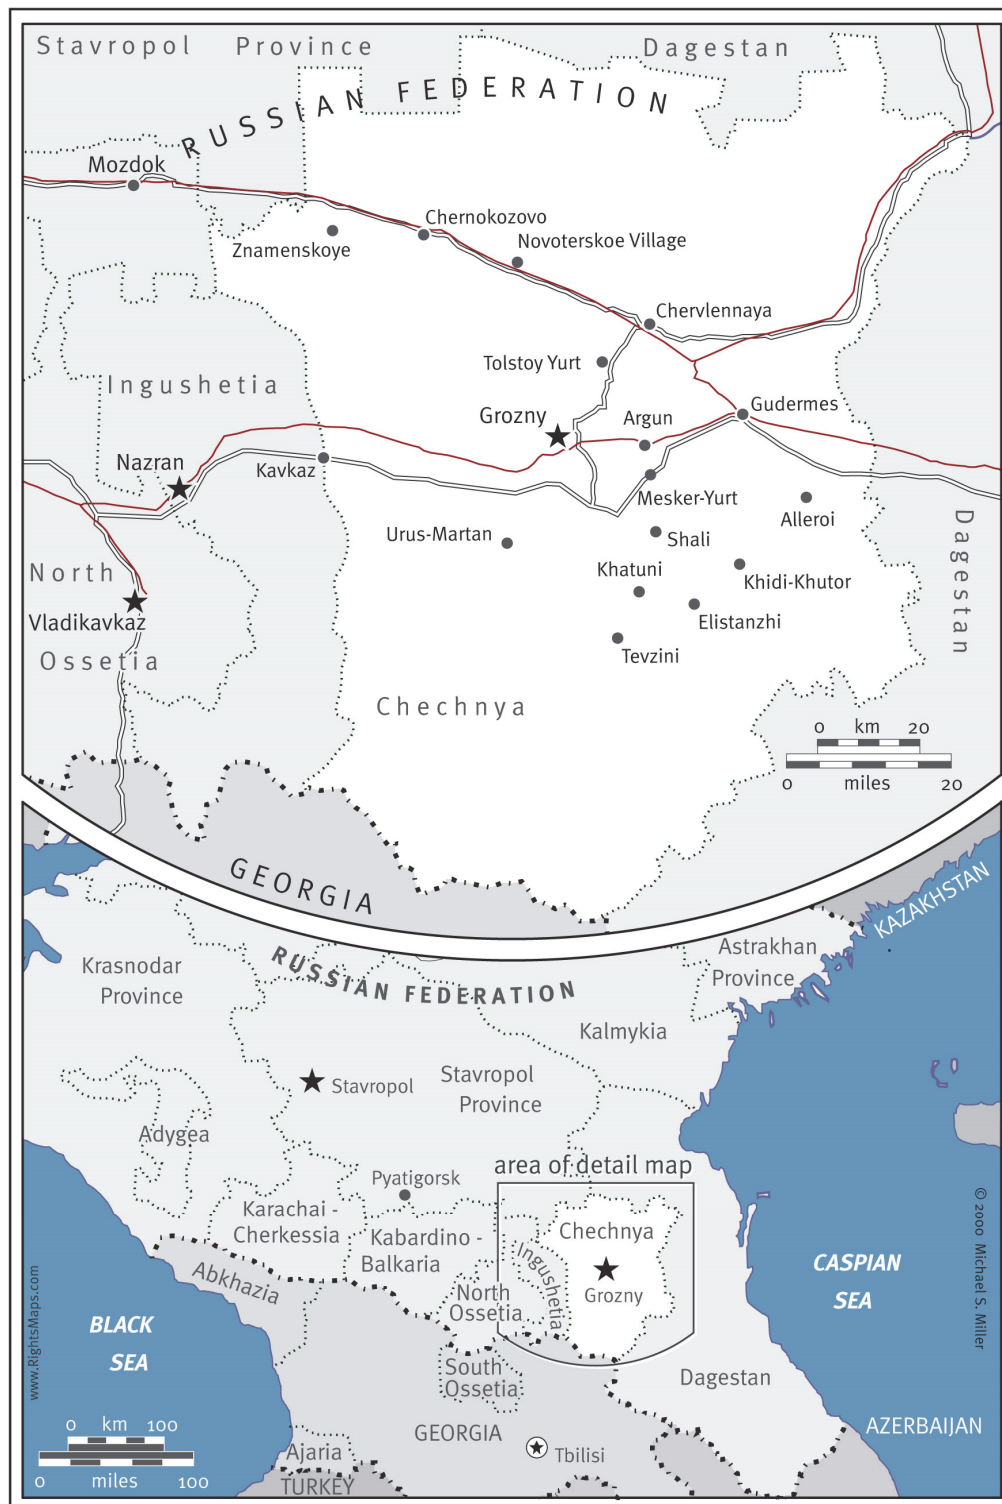 Stavropol Province
Dagestan
RUSSIAN FEDERATION
Mozdok
Chernokozovo
Znamenskoye
Novoterskoe Village
Chervlennaya
Tolstoy Yurt
Ingushetia
Grozny
Argun
Gudermes
Nazran
Kavkaz
Mesker-Yurt
Alleroi
Urus-Martan
Shali
Dagestan
North
Ossetia
Khatuni
Khidi-Khutor
Vladikavkaz
Elistanzhi
Tevzini
Chechnya
0 km 20
0 miles 20
GEORGIA
KAZAKHSTAN
Astrakhan
Province
Krasnodar
Province
RUSSIAN FEDERATION
Kalmykia
Stavropol
Stavropol
Province
Adygea
area of detail map
Pyatigorsk
Karachai -
Cherkessia
Kabardino -
Balkaria
Chechnya
Ingushetia
Grozny
Abkhazia
North
Ossetia
CASPIAN
SEA
© 2000 Michael S. Miller
www.RightsMaps.com
BLACK
SEA
South
Ossetia
Dagestan
0 km 100
0 miles 100
GEORGIA
AZERBAIJAN
Ajaria
Tbilisi
TURKEY